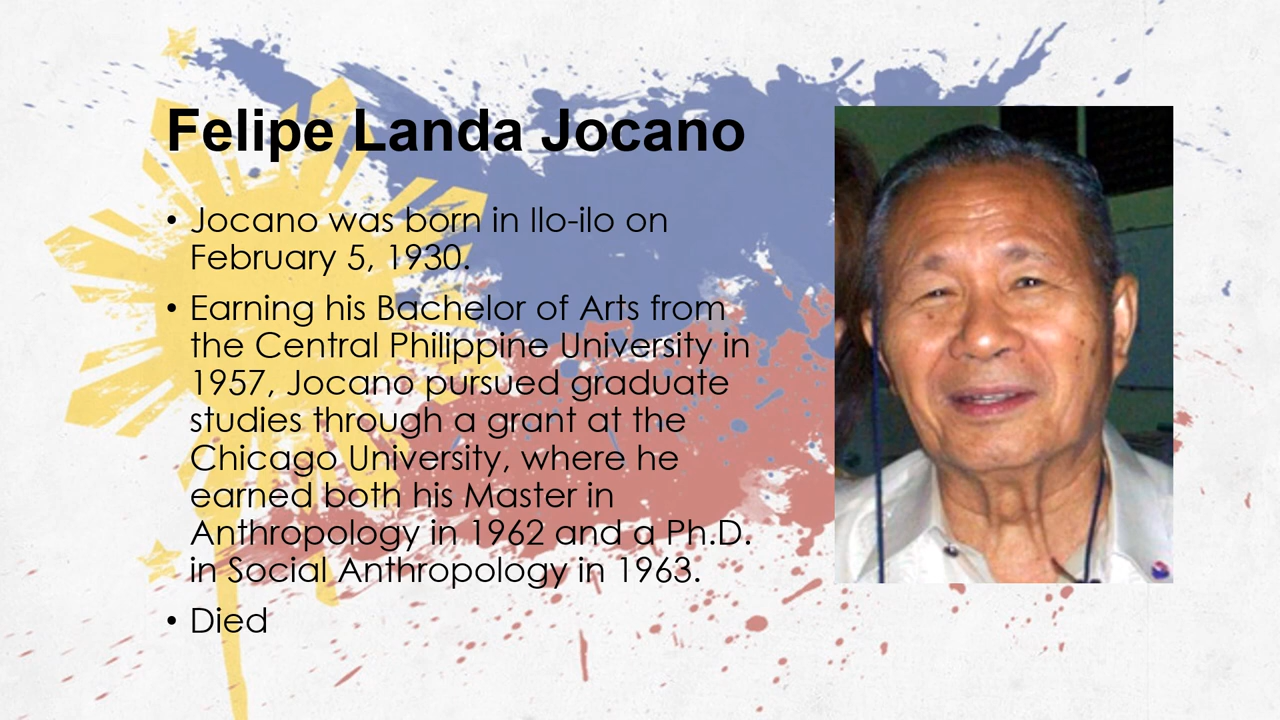 Felipe Landa Jocano
• Jocano was born in Ilo-ilo on
February 5, 1930.
• Earning his Bachelor of Arts from
the Central Philippine University in
1957, Jocano pursued graduate
studies through a grant at the
Chicago University, where he
earned both his Master in
Anthropology in 1962 and a Ph.D.
in Social Anthropology in 1963.
• Died